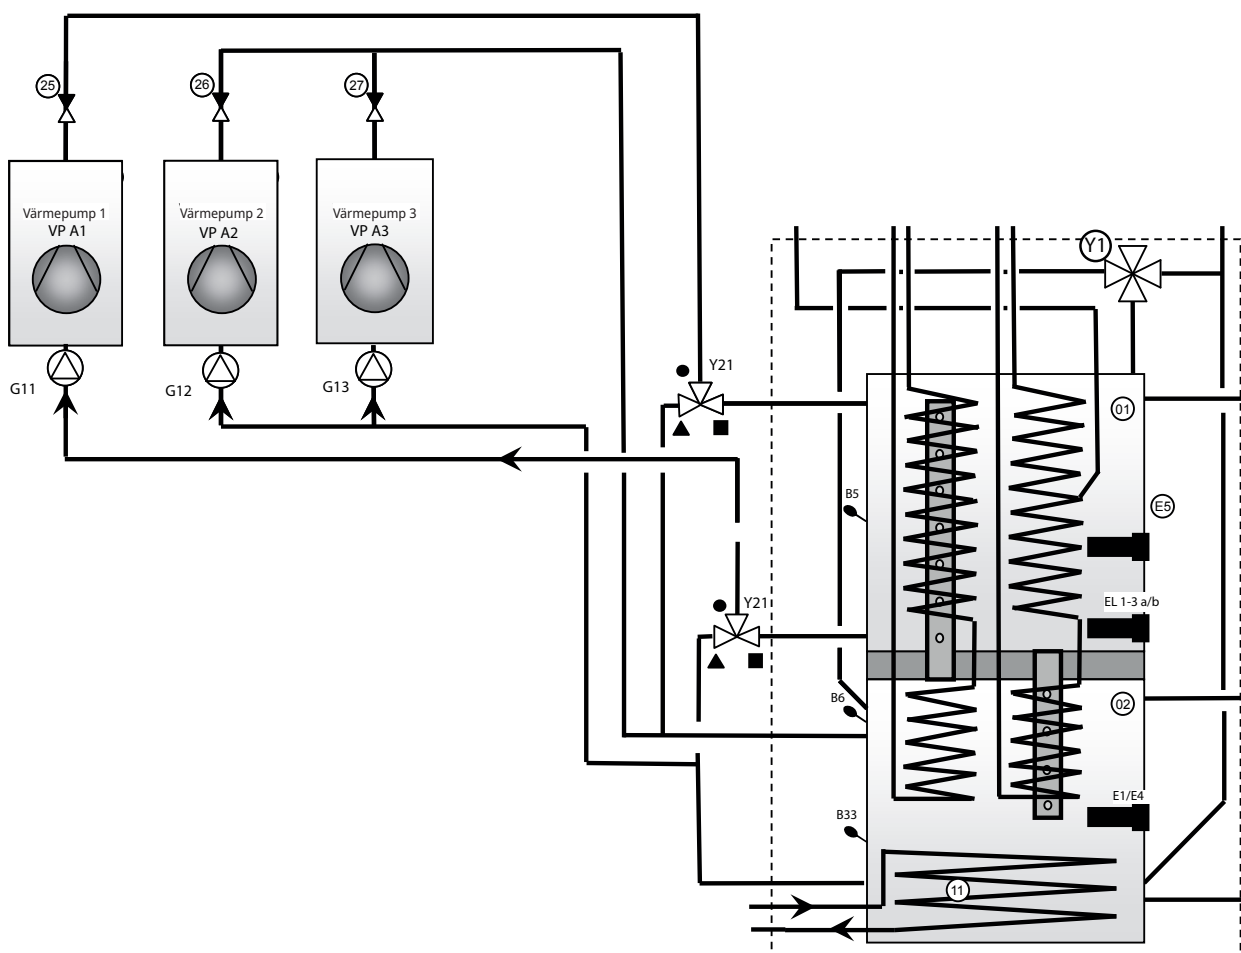 25
26
27
Värmepump 1
VP A1
Värmepump 2
VP A2
Värmepump 3
VP A3
G11
G12
G13
Y1
Y21
01
B5
E5
EL 1-3 a/b
Y21
B6
02
E1/E4
B33
11